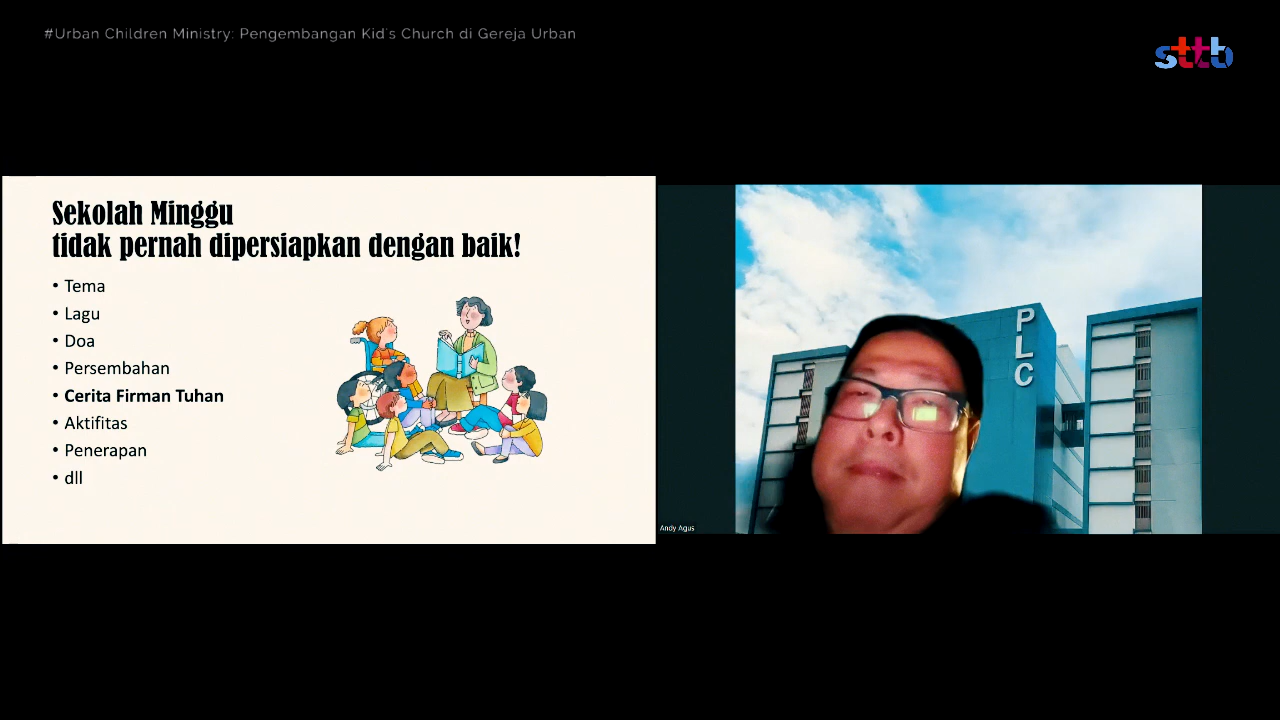 #Urban Children Ministry: Pengembangan Kid's Church di Gereja Urban
sttb
Sekolah Minggu
tidak pernah dipersiapkan dengan baik!
• Tema
• Lagu
• Doa
• Persembahan
• Cerita Firman Tuhan
• Aktifitas
• Penerapan
• dll
P
L
C
Andy Agus